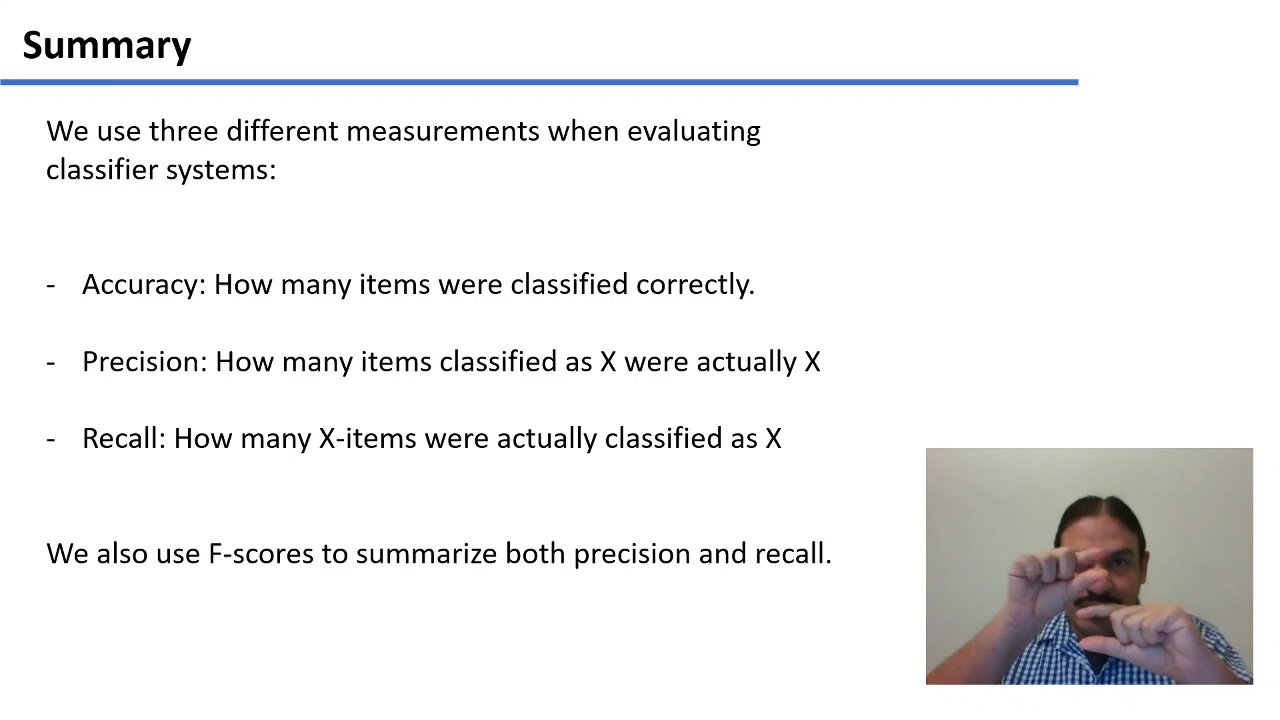 Summary
We use three different measurements when evaluating
classifier systems:
- Accuracy: How many items were classified correctly.
- Precision: How many items classified as X were actually X
- Recall: How many X-items were actually classified as X
We also use F-scores to summarize both precision and recall.